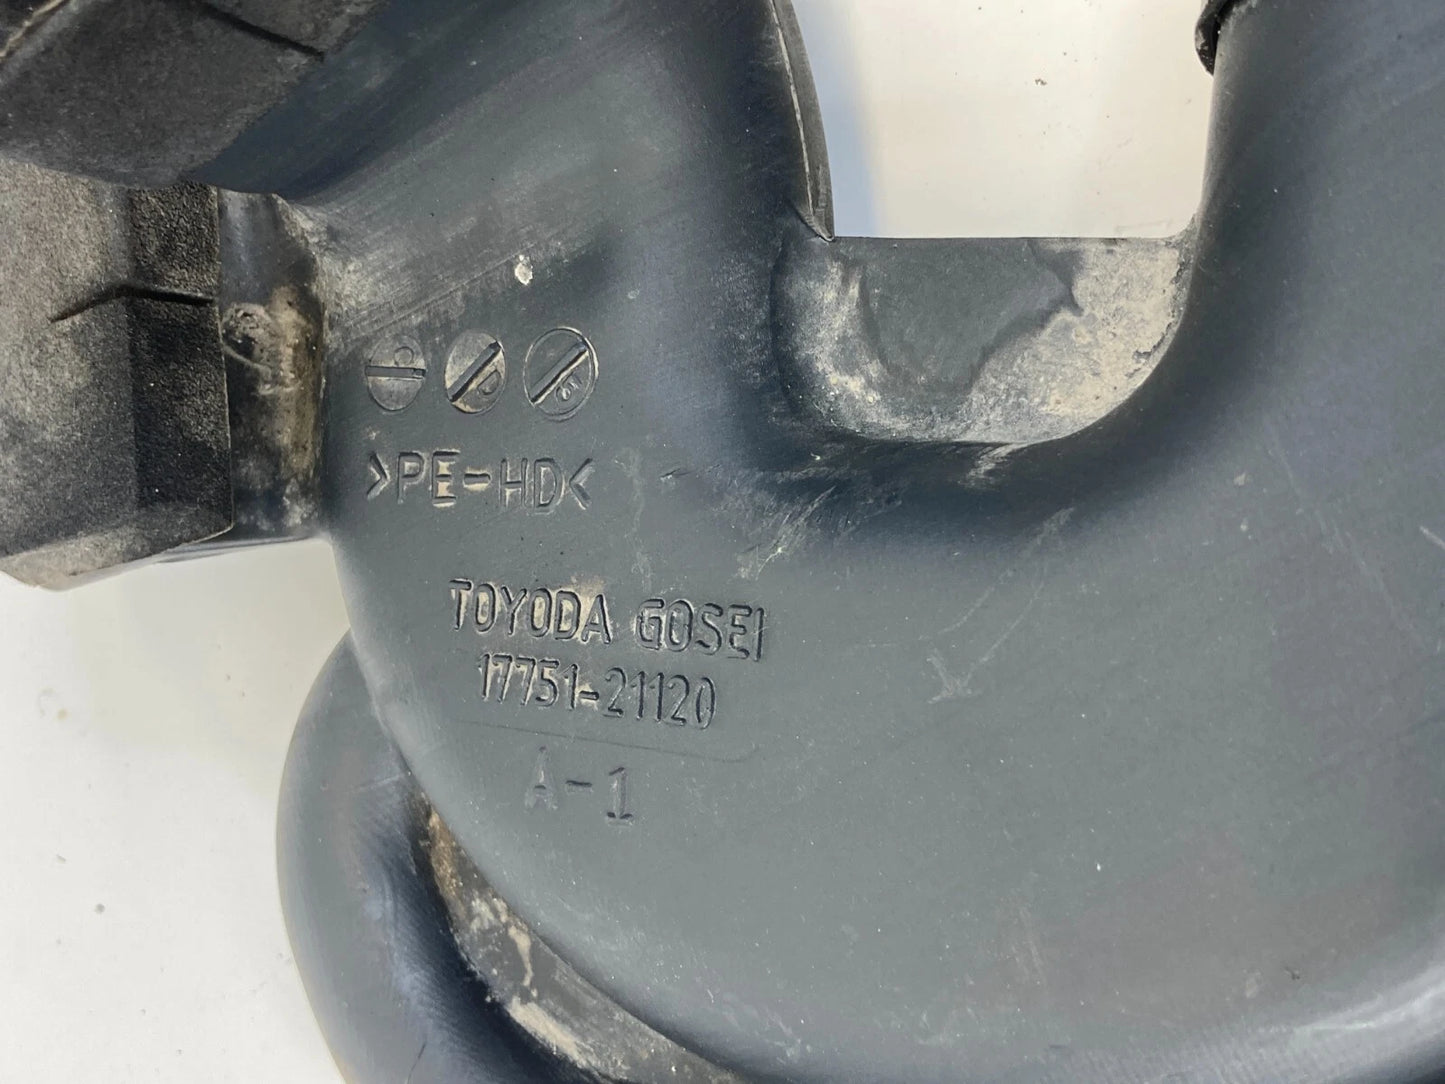 >PE-HD<
TOYODA GOSEI
17751-21120
A-1